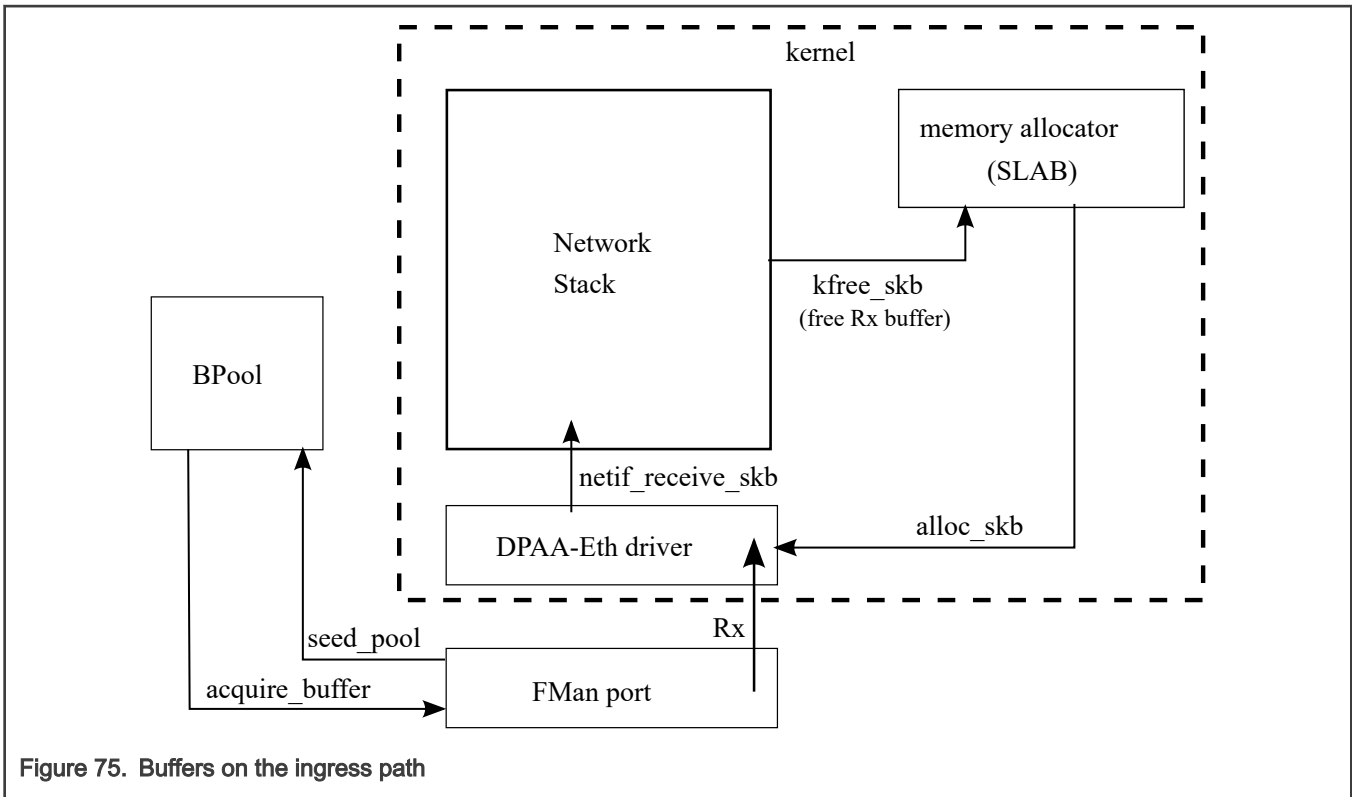 kernel
memory allocator
(SLAB)
Network
Stack
kfree_skb
(free Rx buffer)
BPool
netif_receive_skb
alloc_skb
DPAA-Eth driver
Rx
seed_pool
acquire_buffer
FMan port
Figure 75. Buffers on the ingress path